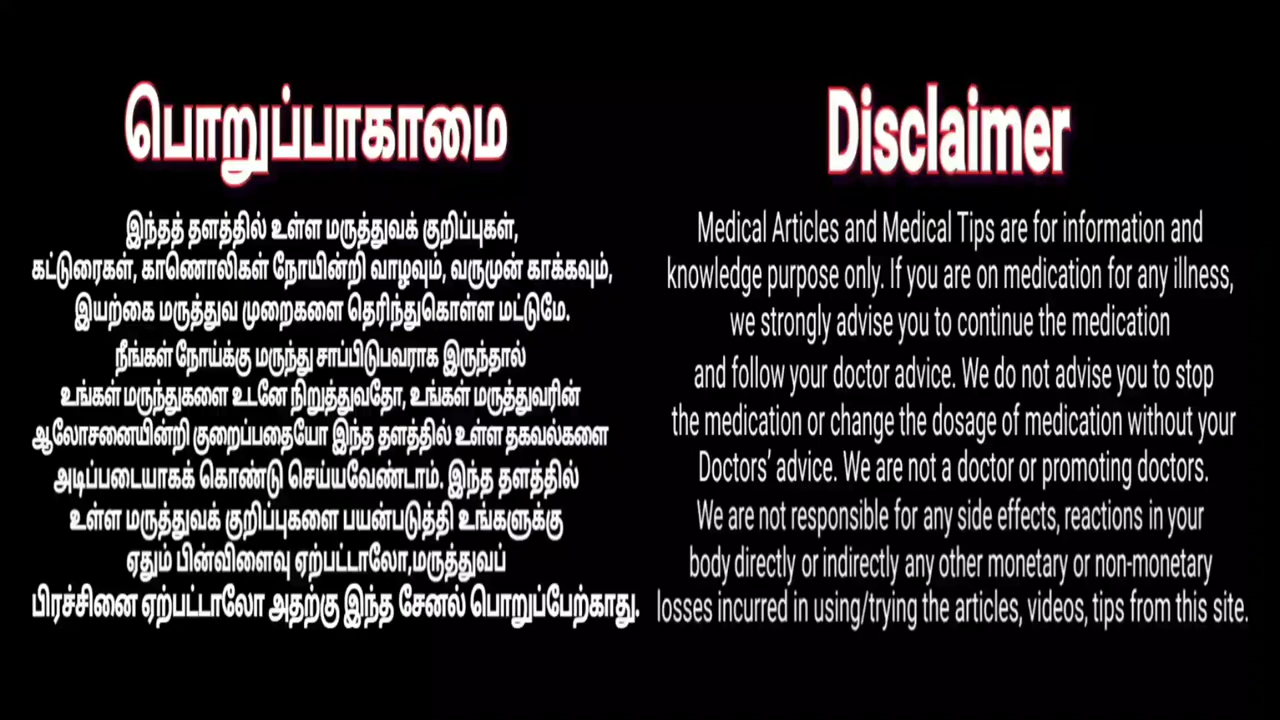 பொறுப்பாகாமை
இந்தத் தளத்தில் உள்ள மருத்துவக் குறிப்புகள்,
கட்டுரைகள், காணொலிகள் நோயின்றி வாழவும், வருமுன் காக்கவும்,
இயற்கை மருத்துவ முறைகளை தெரிந்துகொள்ள மட்டுமே.
நீங்கள் நோய்க்கு மருந்து சாப்பிடுபவராக இருந்தால்
உங்கள் மருந்துகளை உடனே நிறுத்துவதோ, உங்கள் மருத்துவரின்
ஆலோசனையின்றி குறைப்பதையோ இந்த தளத்தில் உள்ள தகவல்களை
அடிப்படையாகக் கொண்டு செய்யவேண்டாம். இந்த தளத்தில்
உள்ள மருத்துவக் குறிப்புகளை பயன்படுத்தி உங்களுக்கு
ஏதும் பின்விளைவு ஏற்பட்டாலோ,மருத்துவப்
பிரச்சினை ஏற்பட்டாலோ அதற்கு இந்த சேனல் பொறுப்பேற்காது.
Disclaimer
Medical Articles and Medical Tips are for information and
knowledge purpose only. If you are on medication for any illness,
we strongly advise you to continue the medication
and follow your doctor advice. We do not advise you to stop
the medication or change the dosage of medication without your
Doctors’ advice. We are not a doctor or promoting doctors.
We are not responsible for any side effects, reactions in your
body directly or indirectly any other monetary or non-monetary
losses incurred in using/trying the articles, videos, tips from this site.